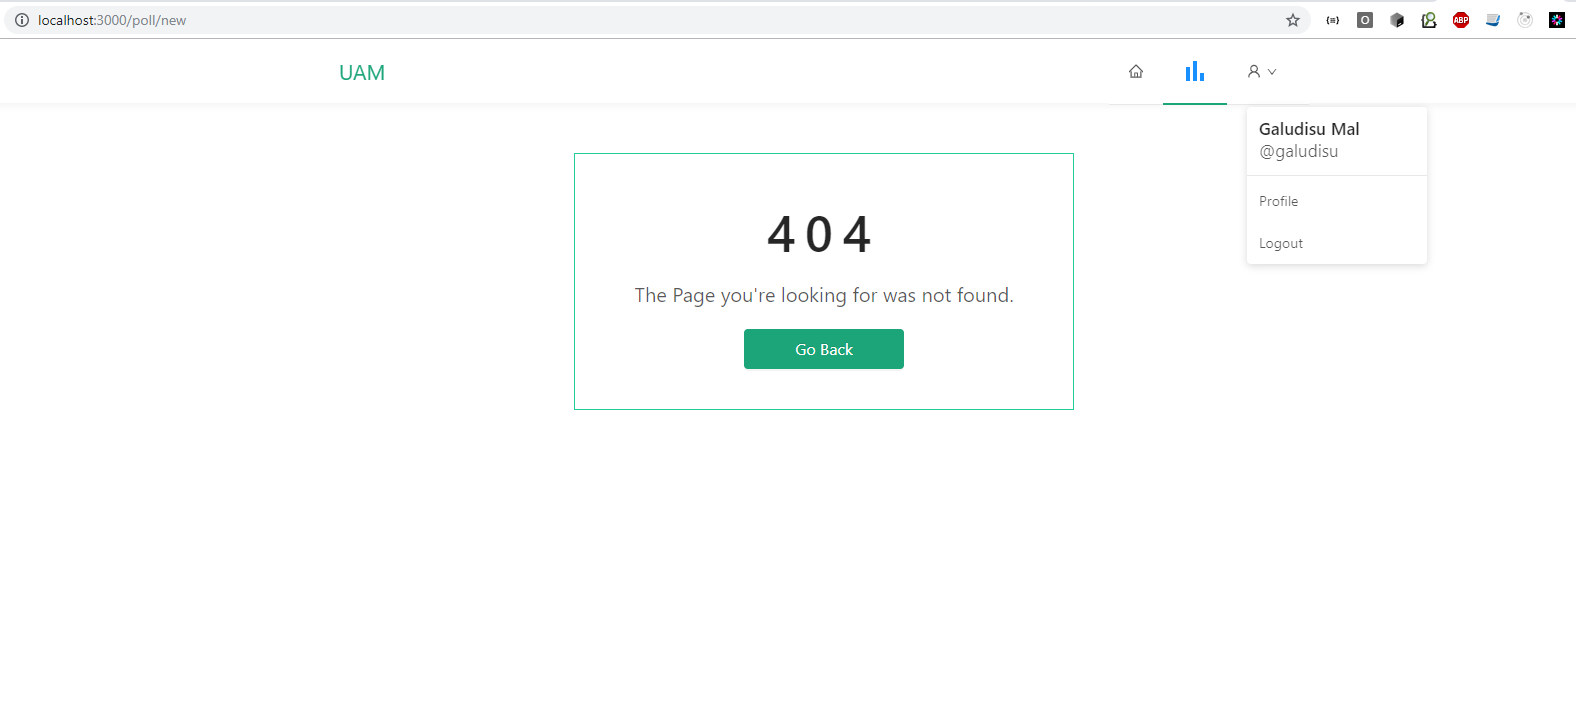 localhost:3000/poll/new
O
ABP
UAM
Galudisu Mal
@galudisu
Profile
Logout
404
The Page you're looking for was not found.
Go Back